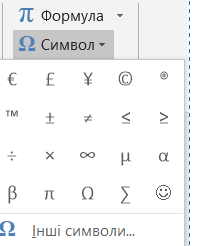 π Формула
Ω Символ
€ £ ¥ © ®
™ ± ≠ ≤ ≥
÷ × ∞ µ α
β π Ω ∑ ☺
Ω Інші символи...